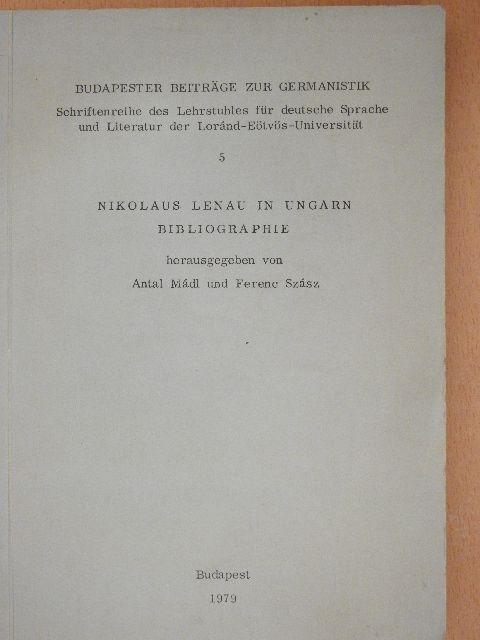 BUDAPESTER BEITRÄGE ZUR GERMANISTIK
Schriftenreihe des Lehrstuhles für deutsche Sprache
und Literatur der Loránd-Eötvös-Universität
5
NIKOLAUS LENAU IN UNGARN
BIBLIOGRAPHIE
herausgegeben von
Antal Mádl und Ferenc Szász
Budapest
1979